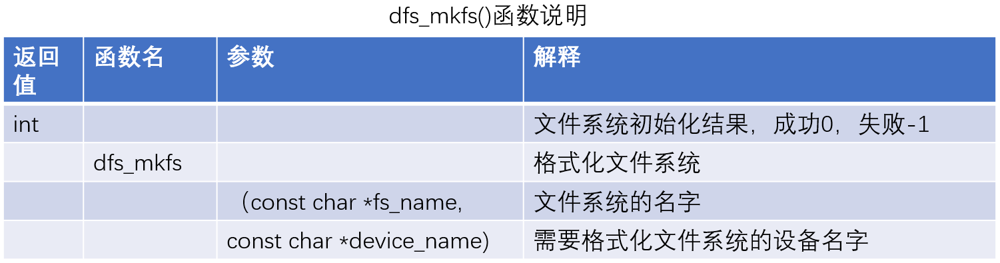 dfs_mkfs()函数说明
返回值 函数名 参数 解释
int 文件系统初始化结果，成功0，失败-1
dfs_mkfs 格式化文件系统
（const char *fs_name, 文件系统的名字
const char *device_name) 需要格式化文件系统的设备名字